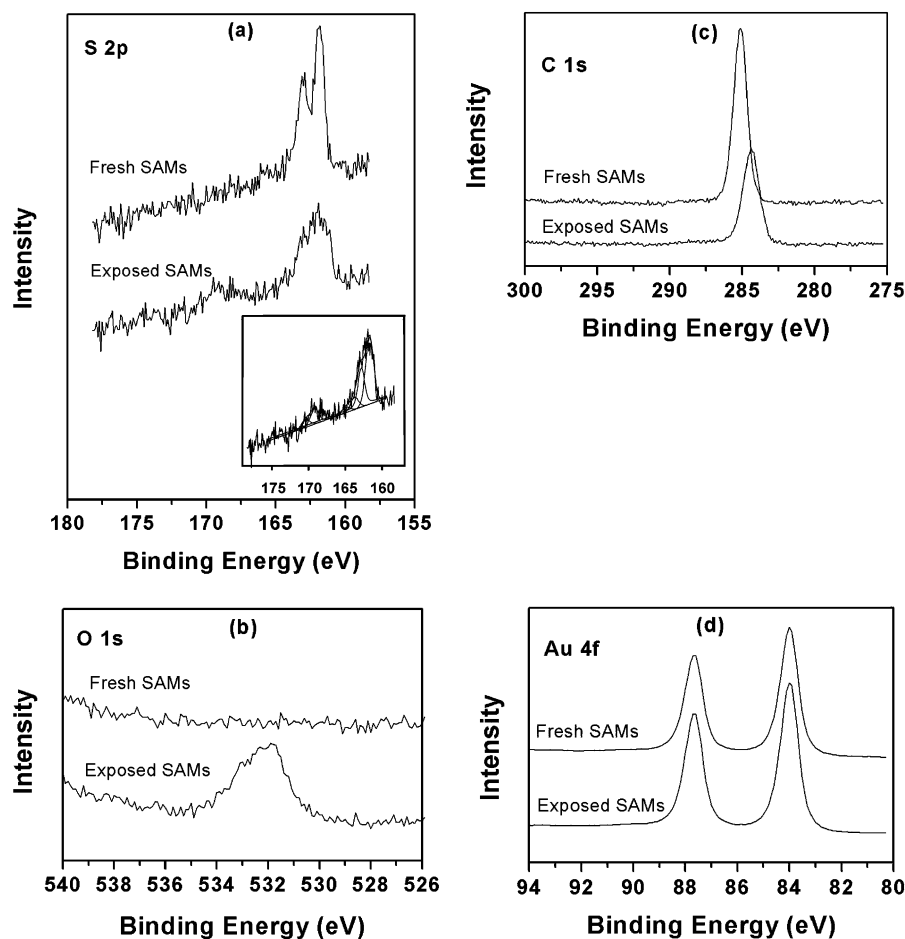 (a)
S 2p
Fresh SAMs
Exposed SAMs
Intensity
175 170 165 160
180 175 170 165 160 155
Binding Energy (eV)
(c)
C 1s
Fresh SAMs
Exposed SAMs
Intensity
300 295 290 285 280 275
Binding Energy (eV)
(b)
O 1s
Fresh SAMs
Exposed SAMs
Intensity
540 538 536 534 532 530 528 526
Binding Energy (eV)
(d)
Au 4f
Fresh SAMs
Exposed SAMs
Intensity
94 92 90 88 86 84 82 80
Binding Energy (eV)